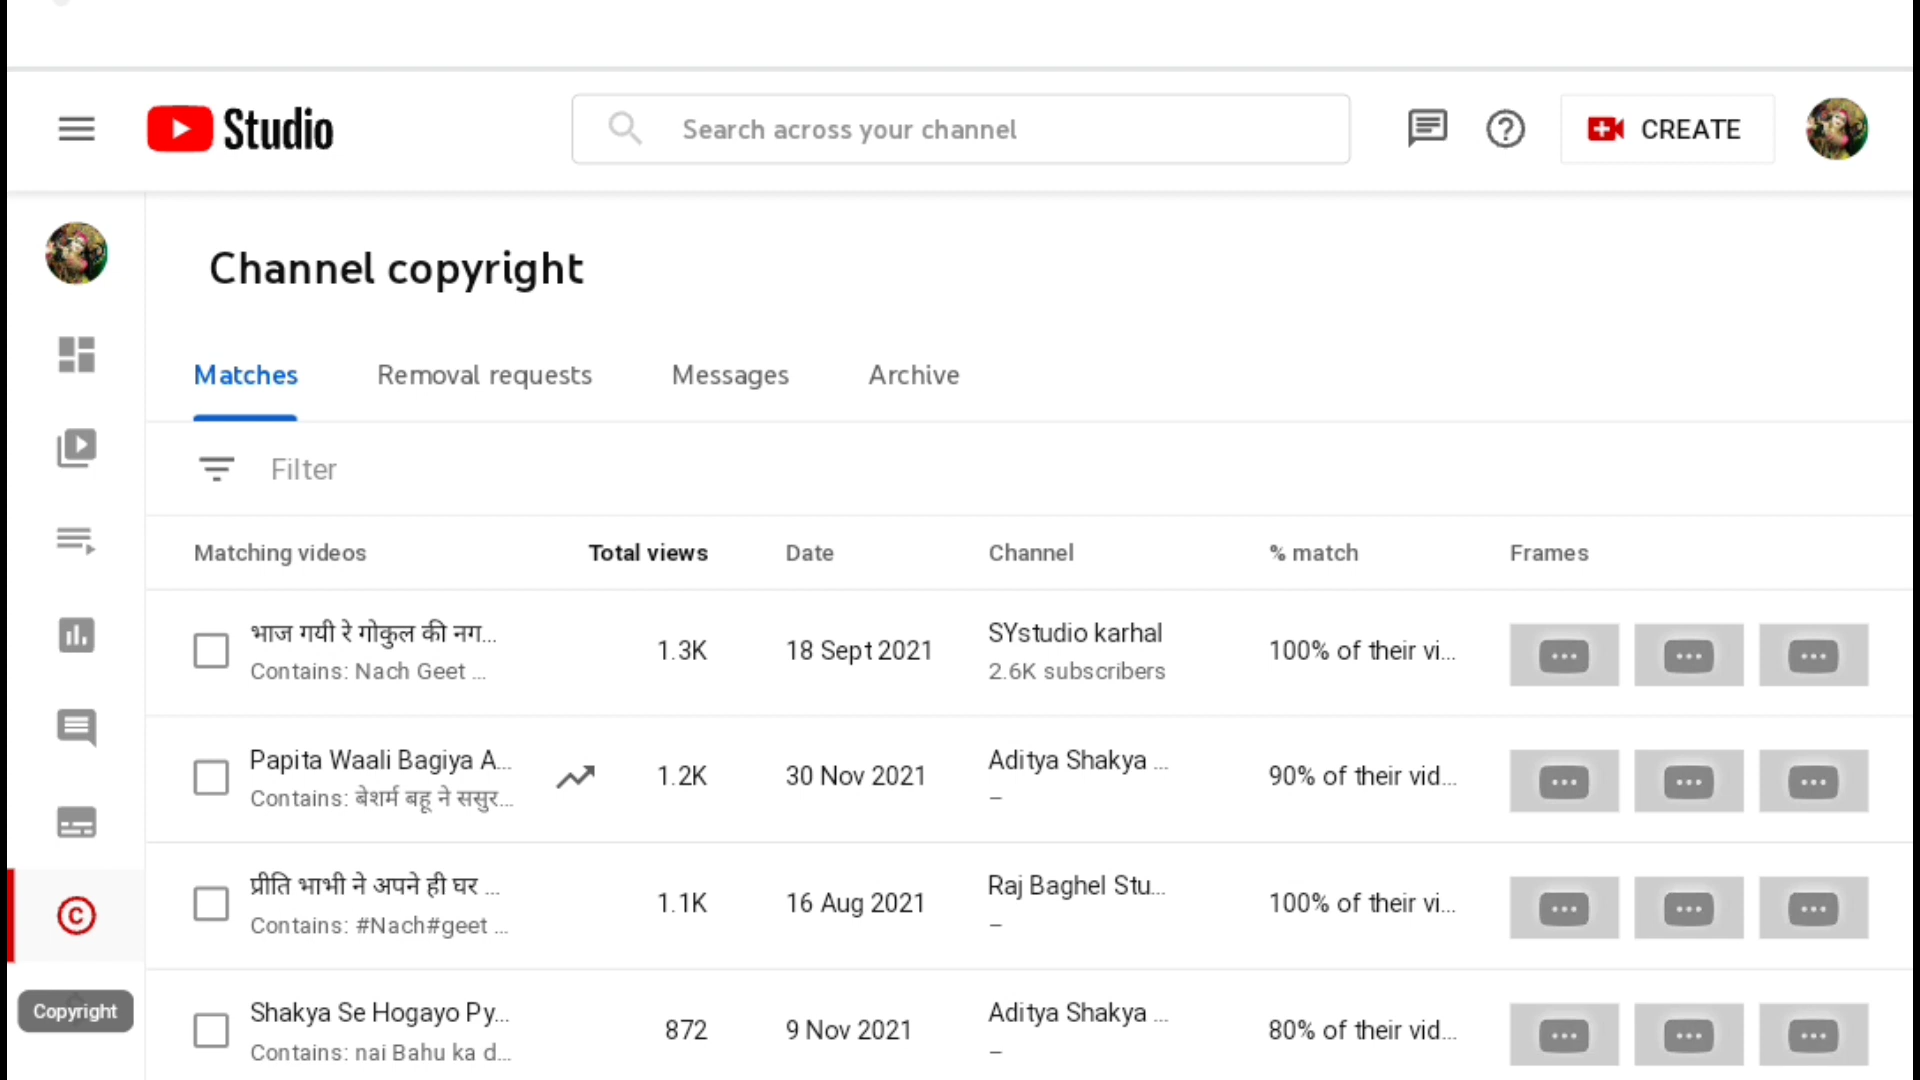 Studio
Search across your channel
CREATE
Channel copyright
Matches Removal requests Messages Archive
Filter
Matching videos Total views Date Channel % match Frames
भाज गयी रे गोकुल की नग... 1.3K 18 Sept 2021 SYstudio karhal 100% of their vi...
Contains: Nach Geet ... 2.6K subscribers
Papita Waali Bagiya A... 1.2K 30 Nov 2021 Aditya Shakya ... 90% of their vid...
Contains: बेशर्म बहू ने ससुर... –
प्रीति भाभी ने अपने ही घर ... 1.1K 16 Aug 2021 Raj Baghel Stu... 100% of their vi...
Contains: #Nach#geet ... –
Shakya Se Hogayo Py... 872 9 Nov 2021 Aditya Shakya ... 80% of their vid...
Contains: nai Bahu ka d... –
Copyright